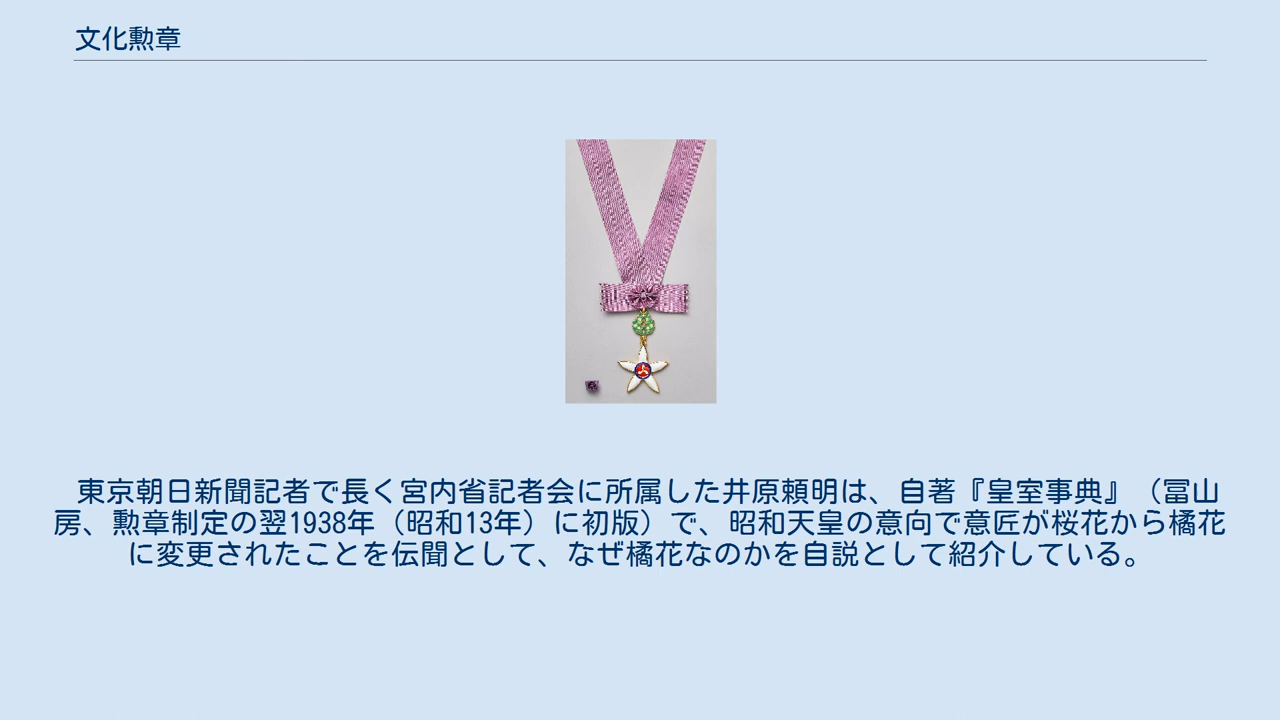 文化勲章
東京朝日新聞記者で長く宮内省記者会に所属した井原頼明は、自著『皇室事典』（冨山
房、勲章制定の翌1938年（昭和13年）に初版）で、昭和天皇の意向で意匠が桜花から橘花
に変更されたことを伝聞として、なぜ橘花なのかを自説として紹介している。